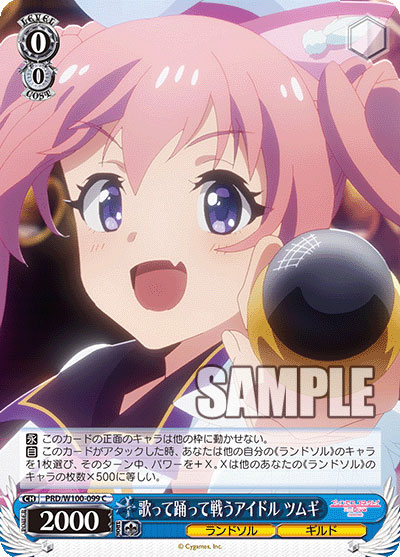 LEVEL
0
0
COST
SAMPLE
永 このカードの正面のキャラは他の枠に動かせない。
自 このカードがアタックした時、あなたは他の自分の《ランドソル》のキャラ
を1枚選び、そのターン中、パワーを＋X。Xは他のあなたの《ランドソル》の
キャラの枚数×500に等しい。
CH PRD/W100-099 C
2000
歌って踊って戦うアイドル ツムギ
ランドソル ギルド
© Cygames, Inc.